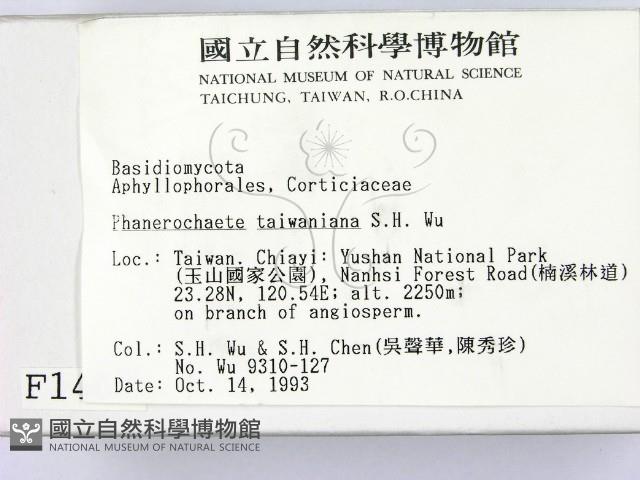 國立自然科學博物館
NATIONAL MUSEUM OF NATURAL SCIENCE
TAICHUNG, TAIWAN, R.O.CHINA
Basidiomycota
Aphyllophorales, Corticiaceae
Phanerochaete taiwaniana S.H. Wu
Loc.: Taiwan. Chiayi: Yushan National Park
(玉山國家公園), Nanhsi Forest Road(楠溪林道)
23.28N, 120.54E; alt. 2250m;
on branch of angiosperm.
Col.: S.H. Wu & S.H. Chen(吳聲華,陳秀珍)
No. Wu 9310-127
Date: Oct. 14, 1993
F14
國立自然科學博物館
NATIONAL MUSEUM OF NATURAL SCIENCE